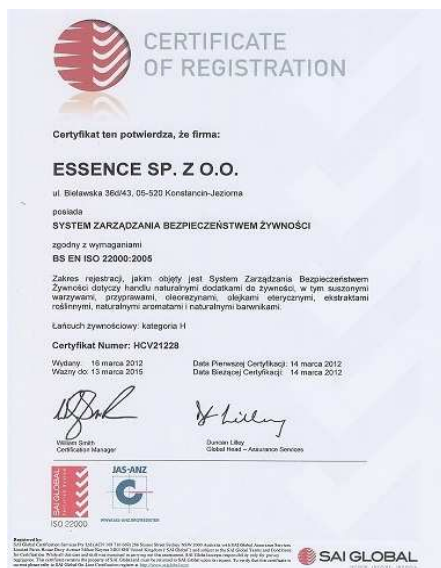 CERTIFICATE
OF REGISTRATION
Certyfikat ten potwierdza, że firma:
ESSENCE SP. Z O.O.
ul. Bielawska 36d/43, 05-520 Konstancin-Jeziorna
posiada
SYSTEM ZARZĄDZANIA BEZPIECZEŃSTWEM ŻYWNOŚCI
zgodny z wymaganiami
BS EN ISO 22000:2005
Zakres rejestracji, jakim objęty jest System Zarządzania Bezpieczeństwem
Żywności dotyczy handlu naturalnymi dodatkami do żywności, w tym suszonymi
warzywami, przyprawami, oleorezynami, olejkami eterycznymi, ekstraktami
roślinnymi, naturalnymi aromatami i naturalnymi barwnikami.
Łańcuch żywnościowy: kategoria H
Certyfikat Numer: HCV21228
Wydany: 16 marca 2012 Data Pierwszej Certyfikacji: 14 marca 2012
Ważny do: 13 marca 2015 Data Bieżącej Certyfikacji: 14 marca 2012
William Smith Duncan Lilley
Certification Manager Global Head – Assurance Services
SAI GLOBAL
ISO 22000
JAS-ANZ
Registered by:
SAI GLOBAL